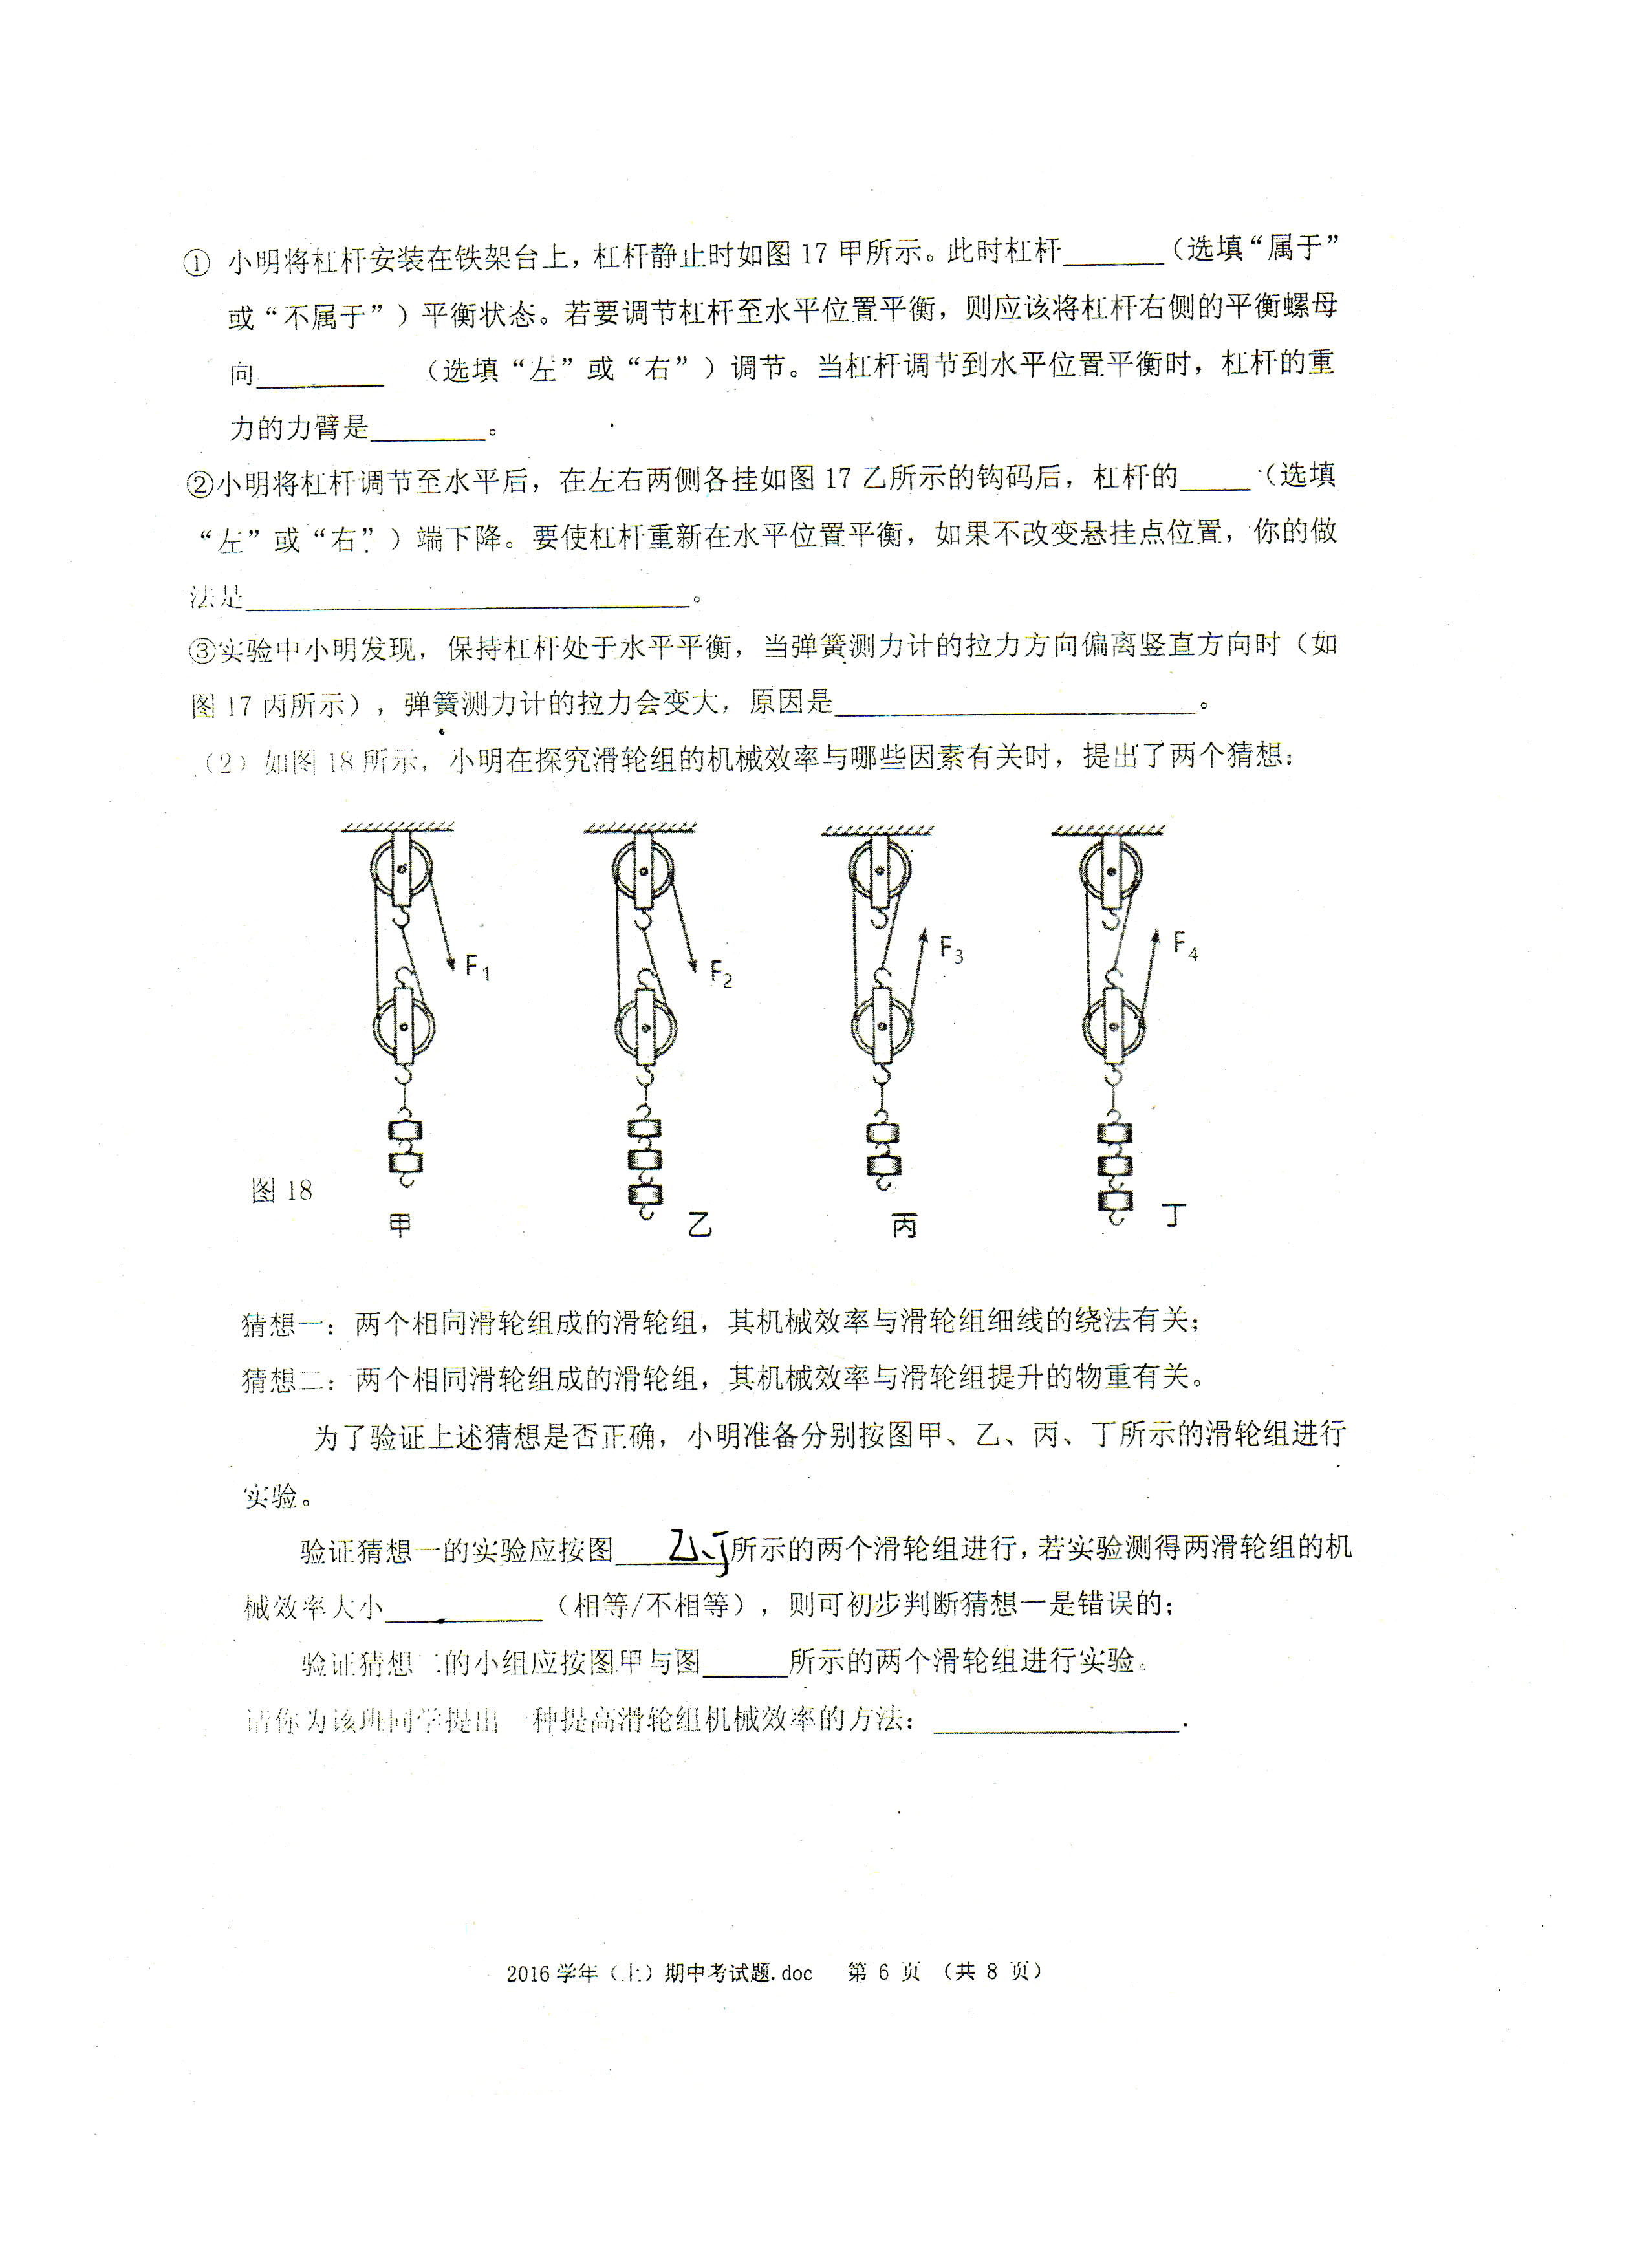 ① 小明将杠杆安装在铁架台上，杠杆静止时如图 17 甲所示。此时杠杆_______（选填“属于”
或“不属于”）平衡状态。若要调节杠杆至水平位置平衡，则应该将杠杆右侧的平衡螺母
向_________ （选填“左”或“右”）调节。当杠杆调节到水平位置平衡时，杠杆的重
力的力臂是________。
②小明将杠杆调节至水平后，在左右两侧各挂如图 17 乙所示的钩码后，杠杆的_____（选填
“左”或“右”）端下降。要使杠杆重新在水平位置平衡，如果不改变悬挂点位置，你的做
法是_______________________________。
③实验中小明发现，保持杠杆处于水平平衡，当弹簧测力计的拉力方向偏离竖直方向时（如
图 17 丙所示），弹簧测力计的拉力会变大，原因是_________________________。
（2）如图 18 所示，小明在探究滑轮组的机械效率与哪些因素有关时，提出了两个猜想：
F1 F2 F3 F4
图 18
甲 乙 丙 丁
猜想一：两个相同滑轮组成的滑轮组，其机械效率与滑轮组细线的绕法有关；
猜想二：两个相同滑轮组成的滑轮组，其机械效率与滑轮组提升的物重有关。
为了验证上述猜想是否正确，小明准备分别按图甲、乙、丙、丁所示的滑轮组进行
实验。
验证猜想一的实验应按图____乙、丁所示的两个滑轮组进行，若实验测得两滑轮组的机
械效率大小___________（相等/不相等），则可初步判断猜想一是错误的；
验证猜想二的小组应按图甲与图______所示的两个滑轮组进行实验。
请你为该班同学提出一种提高滑轮组机械效率的方法：_________________.
2016 学年（上）期中考试题.doc 第 6 页 （共 8 页）